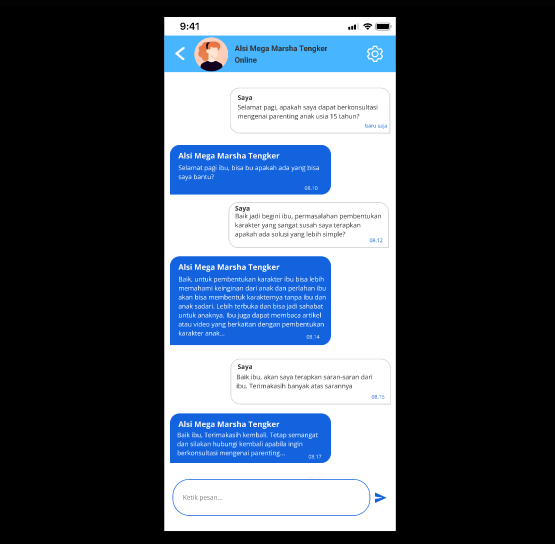 9:41
Alsi Mega Marsha Tengker
Online
Saya
Selamat pagi, apakah saya dapat berkonsultasi
mengenai parenting anak usia 15 tahun?
baru saja
Alsi Mega Marsha Tengker
Selamat pagi ibu, bisa bu apakah ada yang bisa
saya bantu?
08.10
Saya
Baik jadi begini ibu, permasalahan pembentukan
karakter yang sangat susah saya terapkan
apakah ada solusi yang lebih simple?
08.12
Alsi Mega Marsha Tengker
Baik, untuk pembentukan karakter ibu bisa lebih
memahami keinginan dari anak dan perlahan ibu
akan bisa membentuk karakternya tanpa ibu dan
anak sadari. Lebih terbuka dan bisa jadi sahabat
untuk anaknya. Ibu juga dapat membaca artikel
atau video yang berkaitan dengan pembentukan
karakter anak...
08.14
Saya
Baik ibu, akan saya terapkan saran-saran dari
ibu. Terimakasih banyak atas sarannya
08.15
Alsi Mega Marsha Tengker
Baik ibu, Terimakasih kembali. Tetap semangat
dan silakan hubungi kembali apabila ingin
berkonsultasi mengenai parenting...
08.17
Ketik pesan...